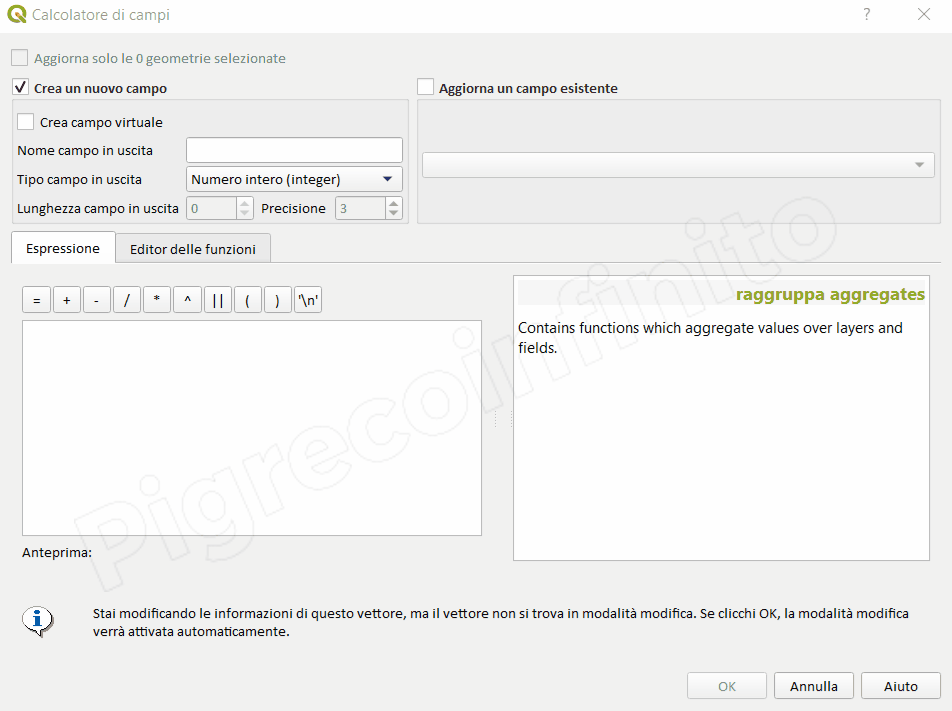 Calcolatore di campi
Aggiorna solo le 0 geometrie selezionate
Crea un nuovo campo
Crea campo virtuale
Nome campo in uscita
Tipo campo in uscita Numero intero (integer)
Lunghezza campo in uscita 0 Precisione 3
Aggiorna un campo esistente
Espressione Editor delle funzioni
= + - / * ^ || ( ) '\n'
raggruppa aggregates
Contains functions which aggregate values over layers and
fields.
Pigrecoinfinito
Anteprima:
Stai modificando le informazioni di questo vettore, ma il vettore non si trova in modalità modifica. Se clicchi OK, la modalità modifica
verrà attivata automaticamente.
OK Annulla Aiuto